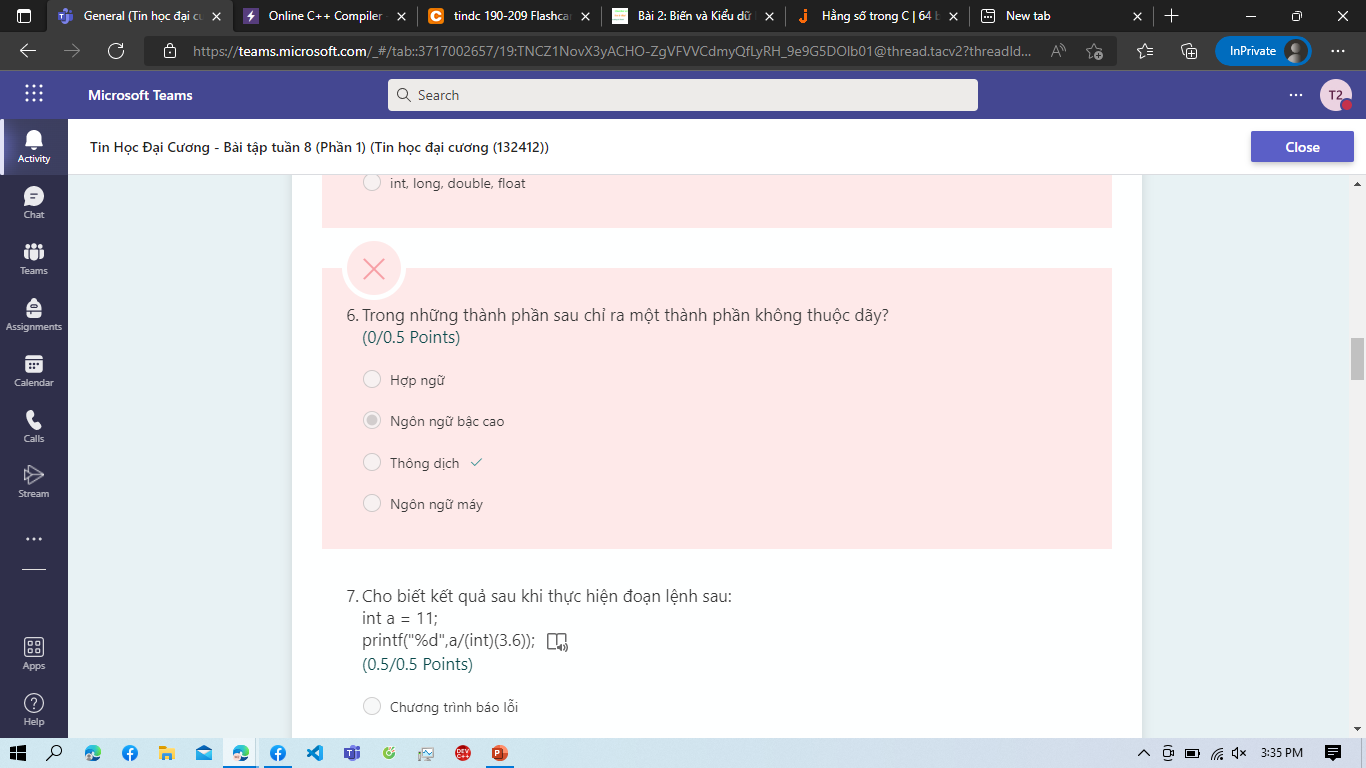 General (Tin học đại cư
Online C++ Compiler
tindc 190-209 Flashcar
Bài 2: Biến và Kiểu dữ
Hằng số trong C | 64 b
New tab
https://teams.microsoft.com/_#/tab::3717002657/19:TNCZ1NovX3yACHO-ZgVFVVCdmyQfLyRH_9e9G5DOIb01@thread.tacv2?threadId...
InPrivate
Microsoft Teams
Search
T2
Tin Học Đại Cương - Bài tập tuần 8 (Phần 1) (Tin học đại cương (132412))
Close
Activity
Chat
Teams
Assignments
Calendar
Calls
Stream
Apps
Help
int, long, double, float
6. Trong những thành phần sau chỉ ra một thành phần không thuộc dãy?
(0/0.5 Points)
Hợp ngữ
Ngôn ngữ bậc cao
Thông dịch
Ngôn ngữ máy
7. Cho biết kết quả sau khi thực hiện đoạn lệnh sau:
int a = 11;
printf("%d",a/(int)(3.6));
(0.5/0.5 Points)
Chương trình báo lỗi
3:35 PM